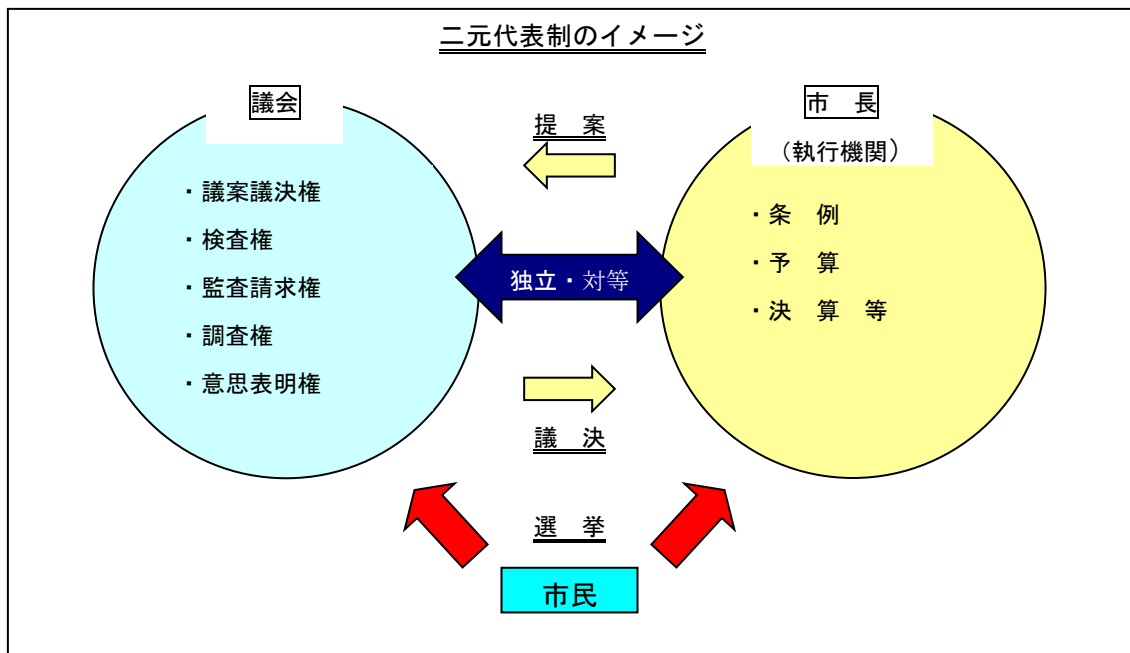 二元代表制のイメージ
議会
・議案議決権
・検査権
・監査請求権
・調査権
・意思表明権
提　案
独立・対等
議　決
市　長
（執行機関）
・条　例
・予　算
・決　算　等
選　挙
市民